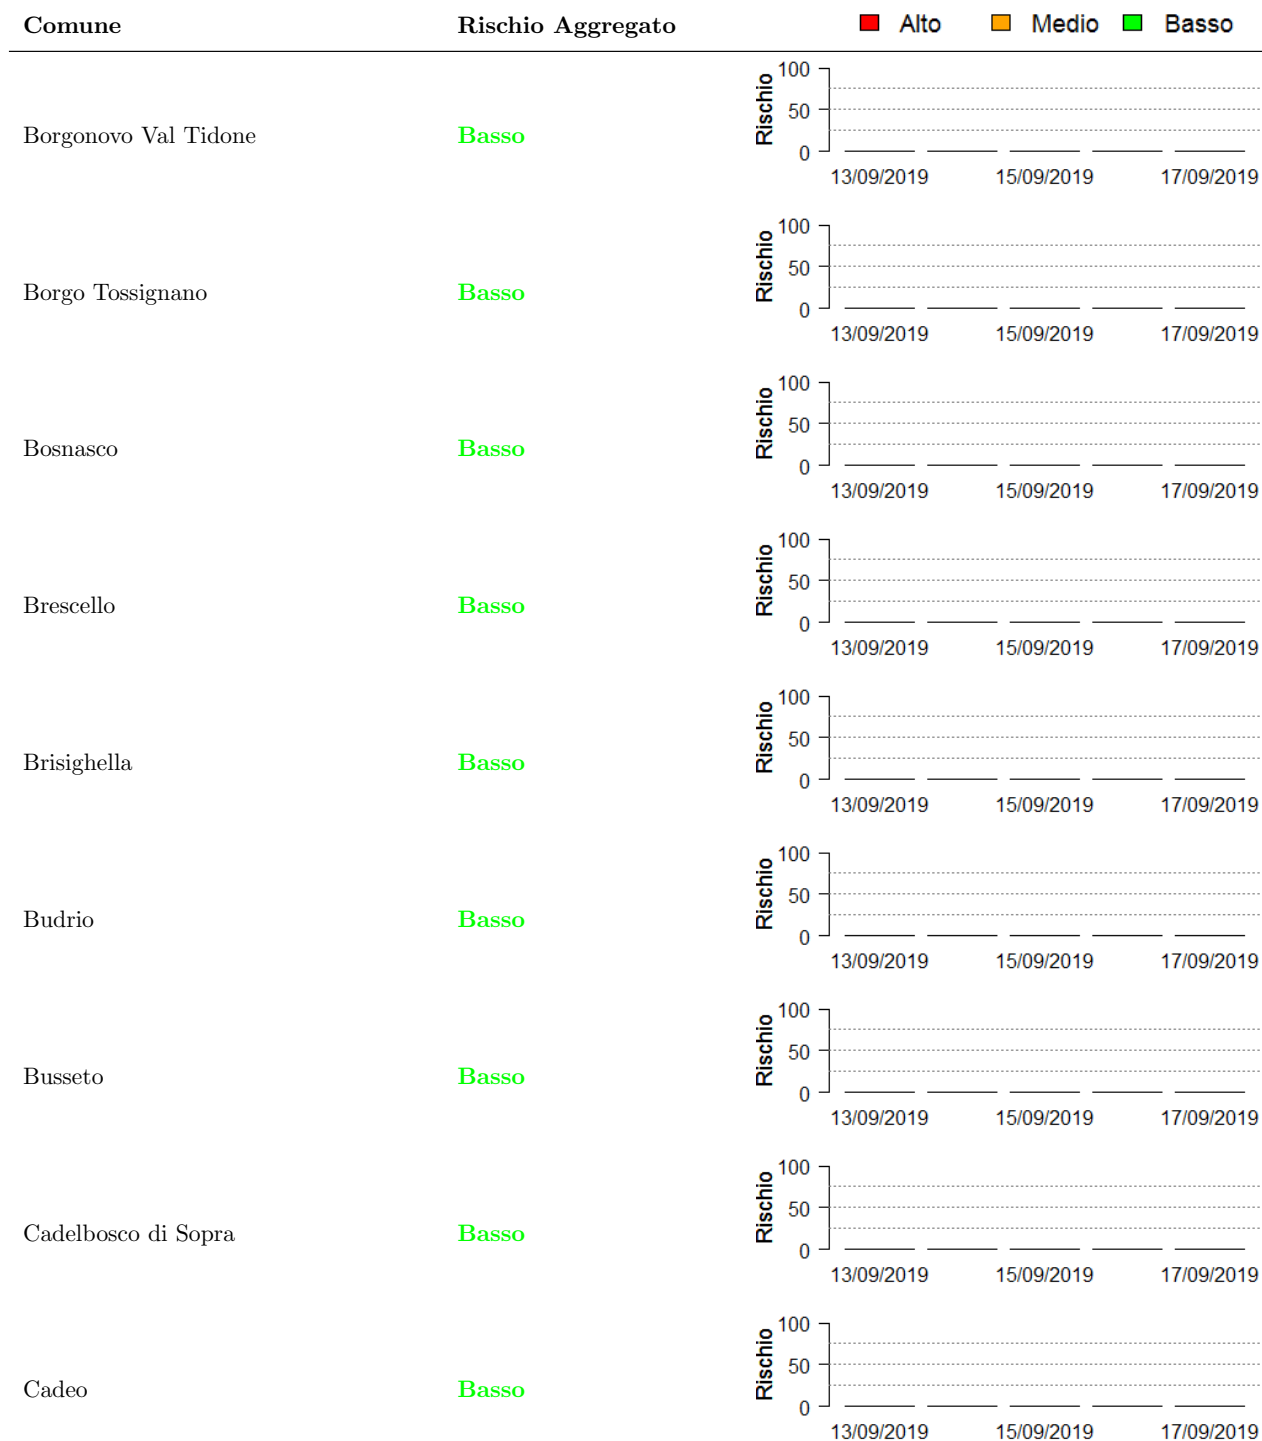 Comune Rischio Aggregato Alto Medio Basso
100
50
0
Rischio
Borgonovo Val Tidone Basso
13/09/2019 15/09/2019 17/09/2019
100
50
0
Rischio
Borgo Tossignano Basso
13/09/2019 15/09/2019 17/09/2019
100
50
0
Rischio
Bosnasco Basso
13/09/2019 15/09/2019 17/09/2019
100
50
0
Rischio
Brescello Basso
13/09/2019 15/09/2019 17/09/2019
100
50
0
Rischio
Brisighella Basso
13/09/2019 15/09/2019 17/09/2019
100
50
0
Rischio
Budrio Basso
13/09/2019 15/09/2019 17/09/2019
100
50
0
Rischio
Busseto Basso
13/09/2019 15/09/2019 17/09/2019
100
50
0
Rischio
Cadelbosco di Sopra Basso
13/09/2019 15/09/2019 17/09/2019
100
50
0
Rischio
Cadeo Basso
13/09/2019 15/09/2019 17/09/2019